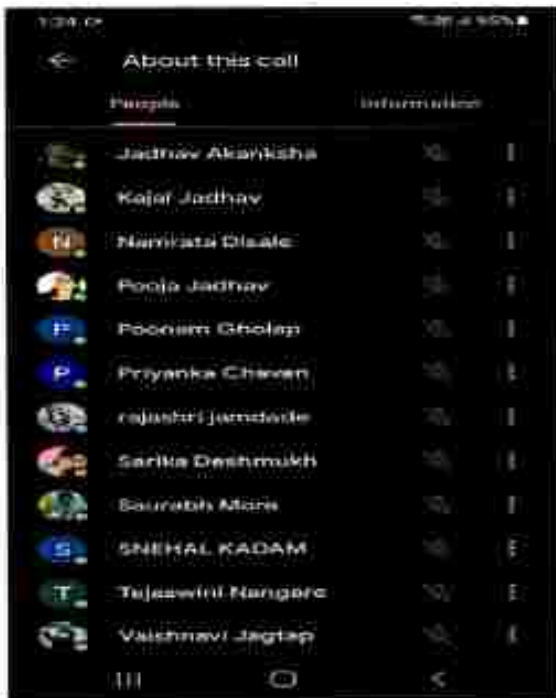 About this call
People Information
Jadhav Akanksha
Kajal Jadhav
N Namrata Disale
Pooja Jadhav
P Poonam Gholap
P Priyanka Chavan
rajashri jamdade
Sarika Deshmukh
Saurabh More
S SNEHAL KADAM
T Tejaswini Nangare
Vaishnavi Jagtap